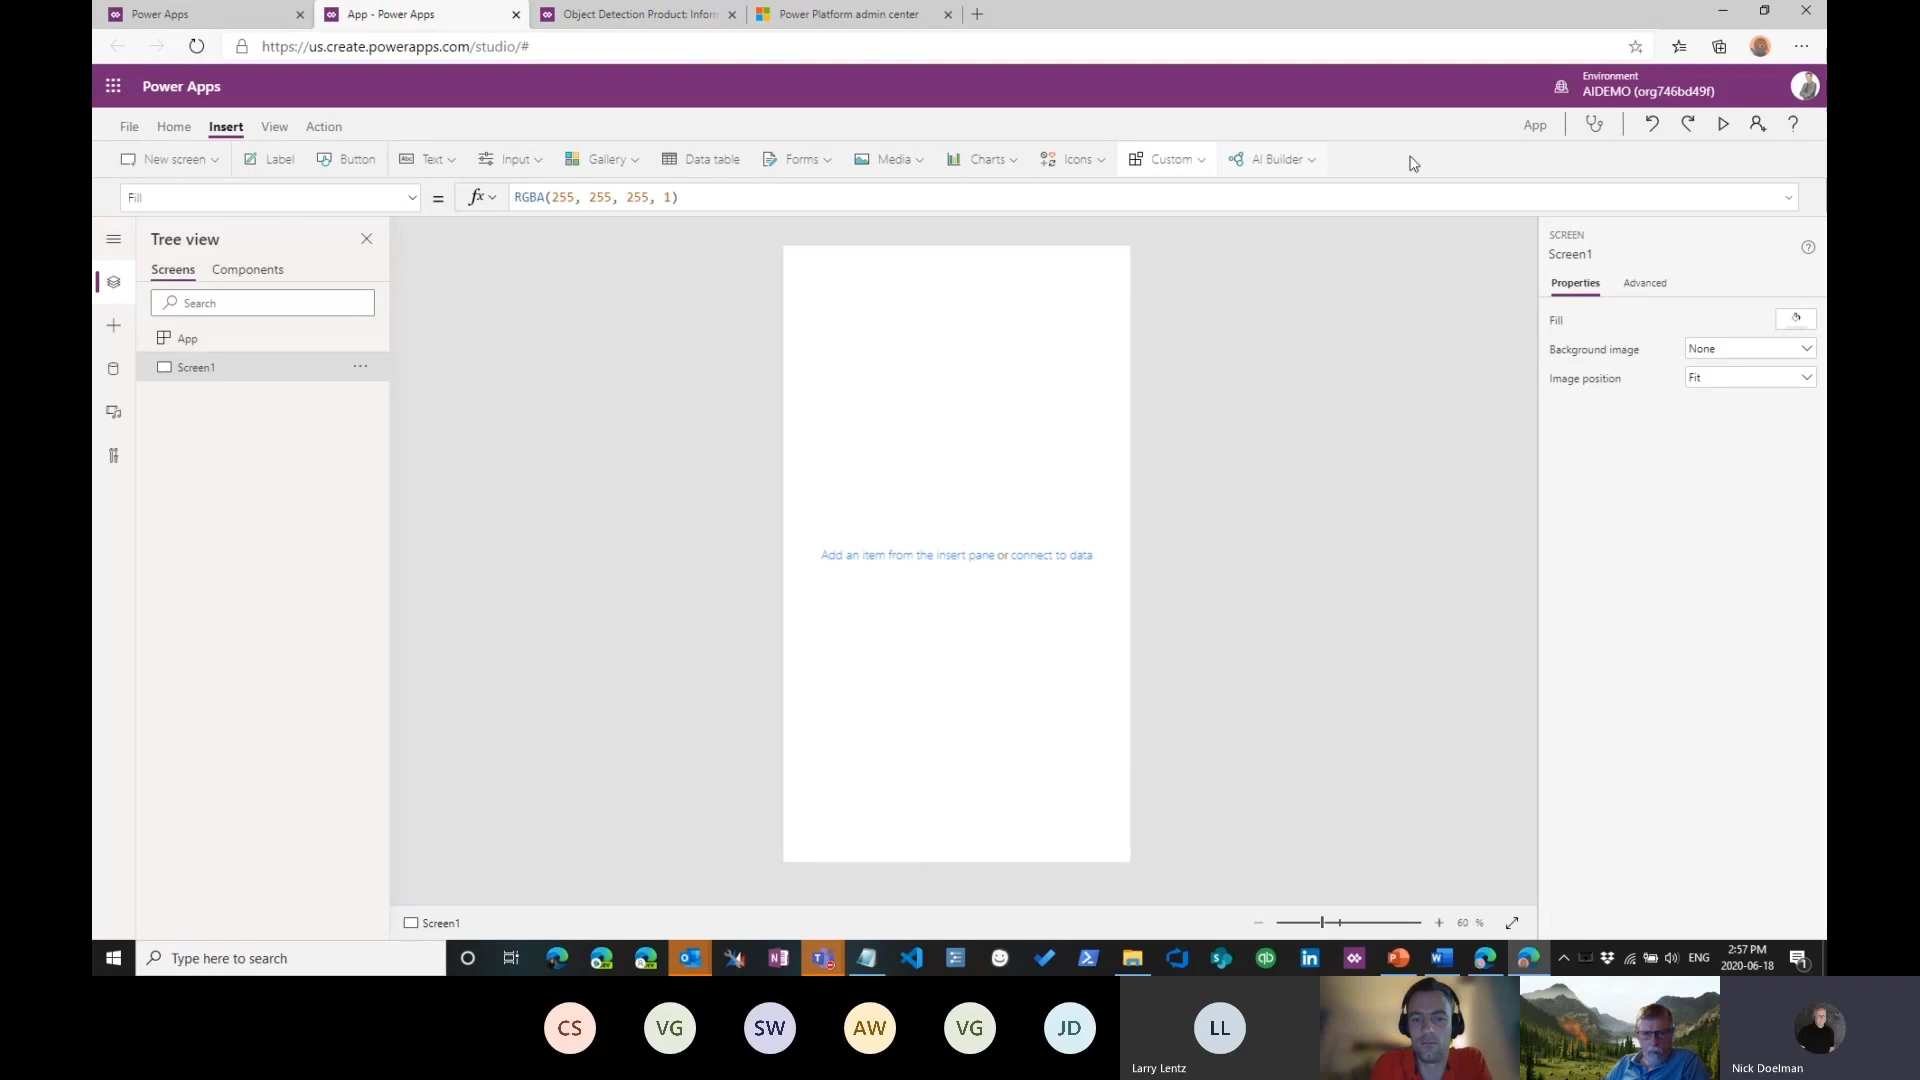 Power Apps
App - Power Apps
Object Detection Product: Inform
Power Platform admin center
https://us.create.powerapps.com/studio/#
Power Apps
Environment
AIDEMO (org746bd49f)
File Home Insert View Action
App
New screen Label Button Text Input Gallery Data table Forms Media Charts Icons Custom AI Builder
Fill = fx RGBA(255, 255, 255, 1)
Tree view
Screens Components
Search
App
Screen1
Add an item from the insert pane or connect to data
SCREEN
Screen1
Properties Advanced
Fill
Background image None
Image position Fit
Screen1
60 %
Type here to search
ENG
2:57 PM
2020-06-18
1
CS VG SW AW VG JD LL
Larry Lentz
Nick Doelman